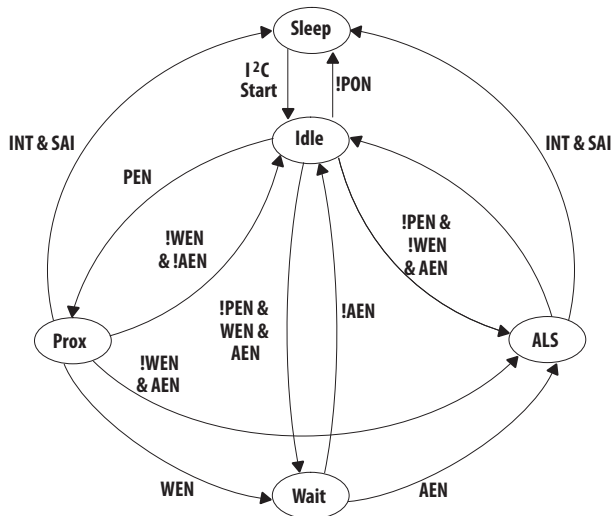 Sleep
I²C
Start
!PON
Idle
INT & SAI
INT & SAI
PEN
!WEN
& !AEN
!PEN &
!WEN
& AEN
!PEN &
WEN &
AEN
!AEN
Prox
ALS
!WEN
& AEN
WEN
Wait
AEN